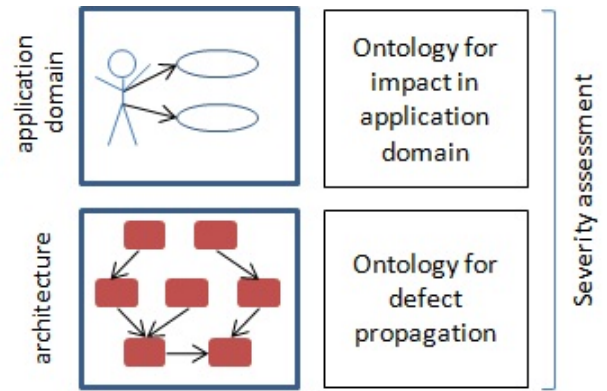 application
domain
Ontology for
impact in
application
domain
architecture
Ontology for
defect
propagation
Severity assessment